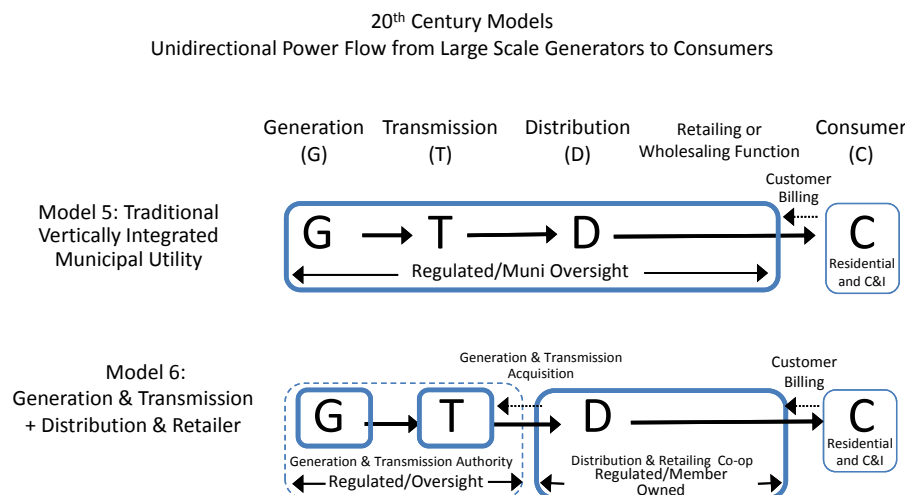 20th Century Models
Unidirectional Power Flow from Large Scale Generators to Consumers
Generation
(G)
Transmission
(T)
Distribution
(D)
Retailing or
Wholesaling Function
Consumer
(C)
Model 5: Traditional
Vertically Integrated
Municipal Utility
G
T
D
Customer
Billing
C
Residential
and C&I
Regulated/Muni Oversight
Model 6:
Generation & Transmission
+ Distribution & Retailer
Generation & Transmission
Acquisition
Customer
Billing
G
T
D
C
Residential
and C&I
Generation & Transmission Authority
Regulated/Oversight
Distribution & Retailing Co-op
Regulated/Member
Owned